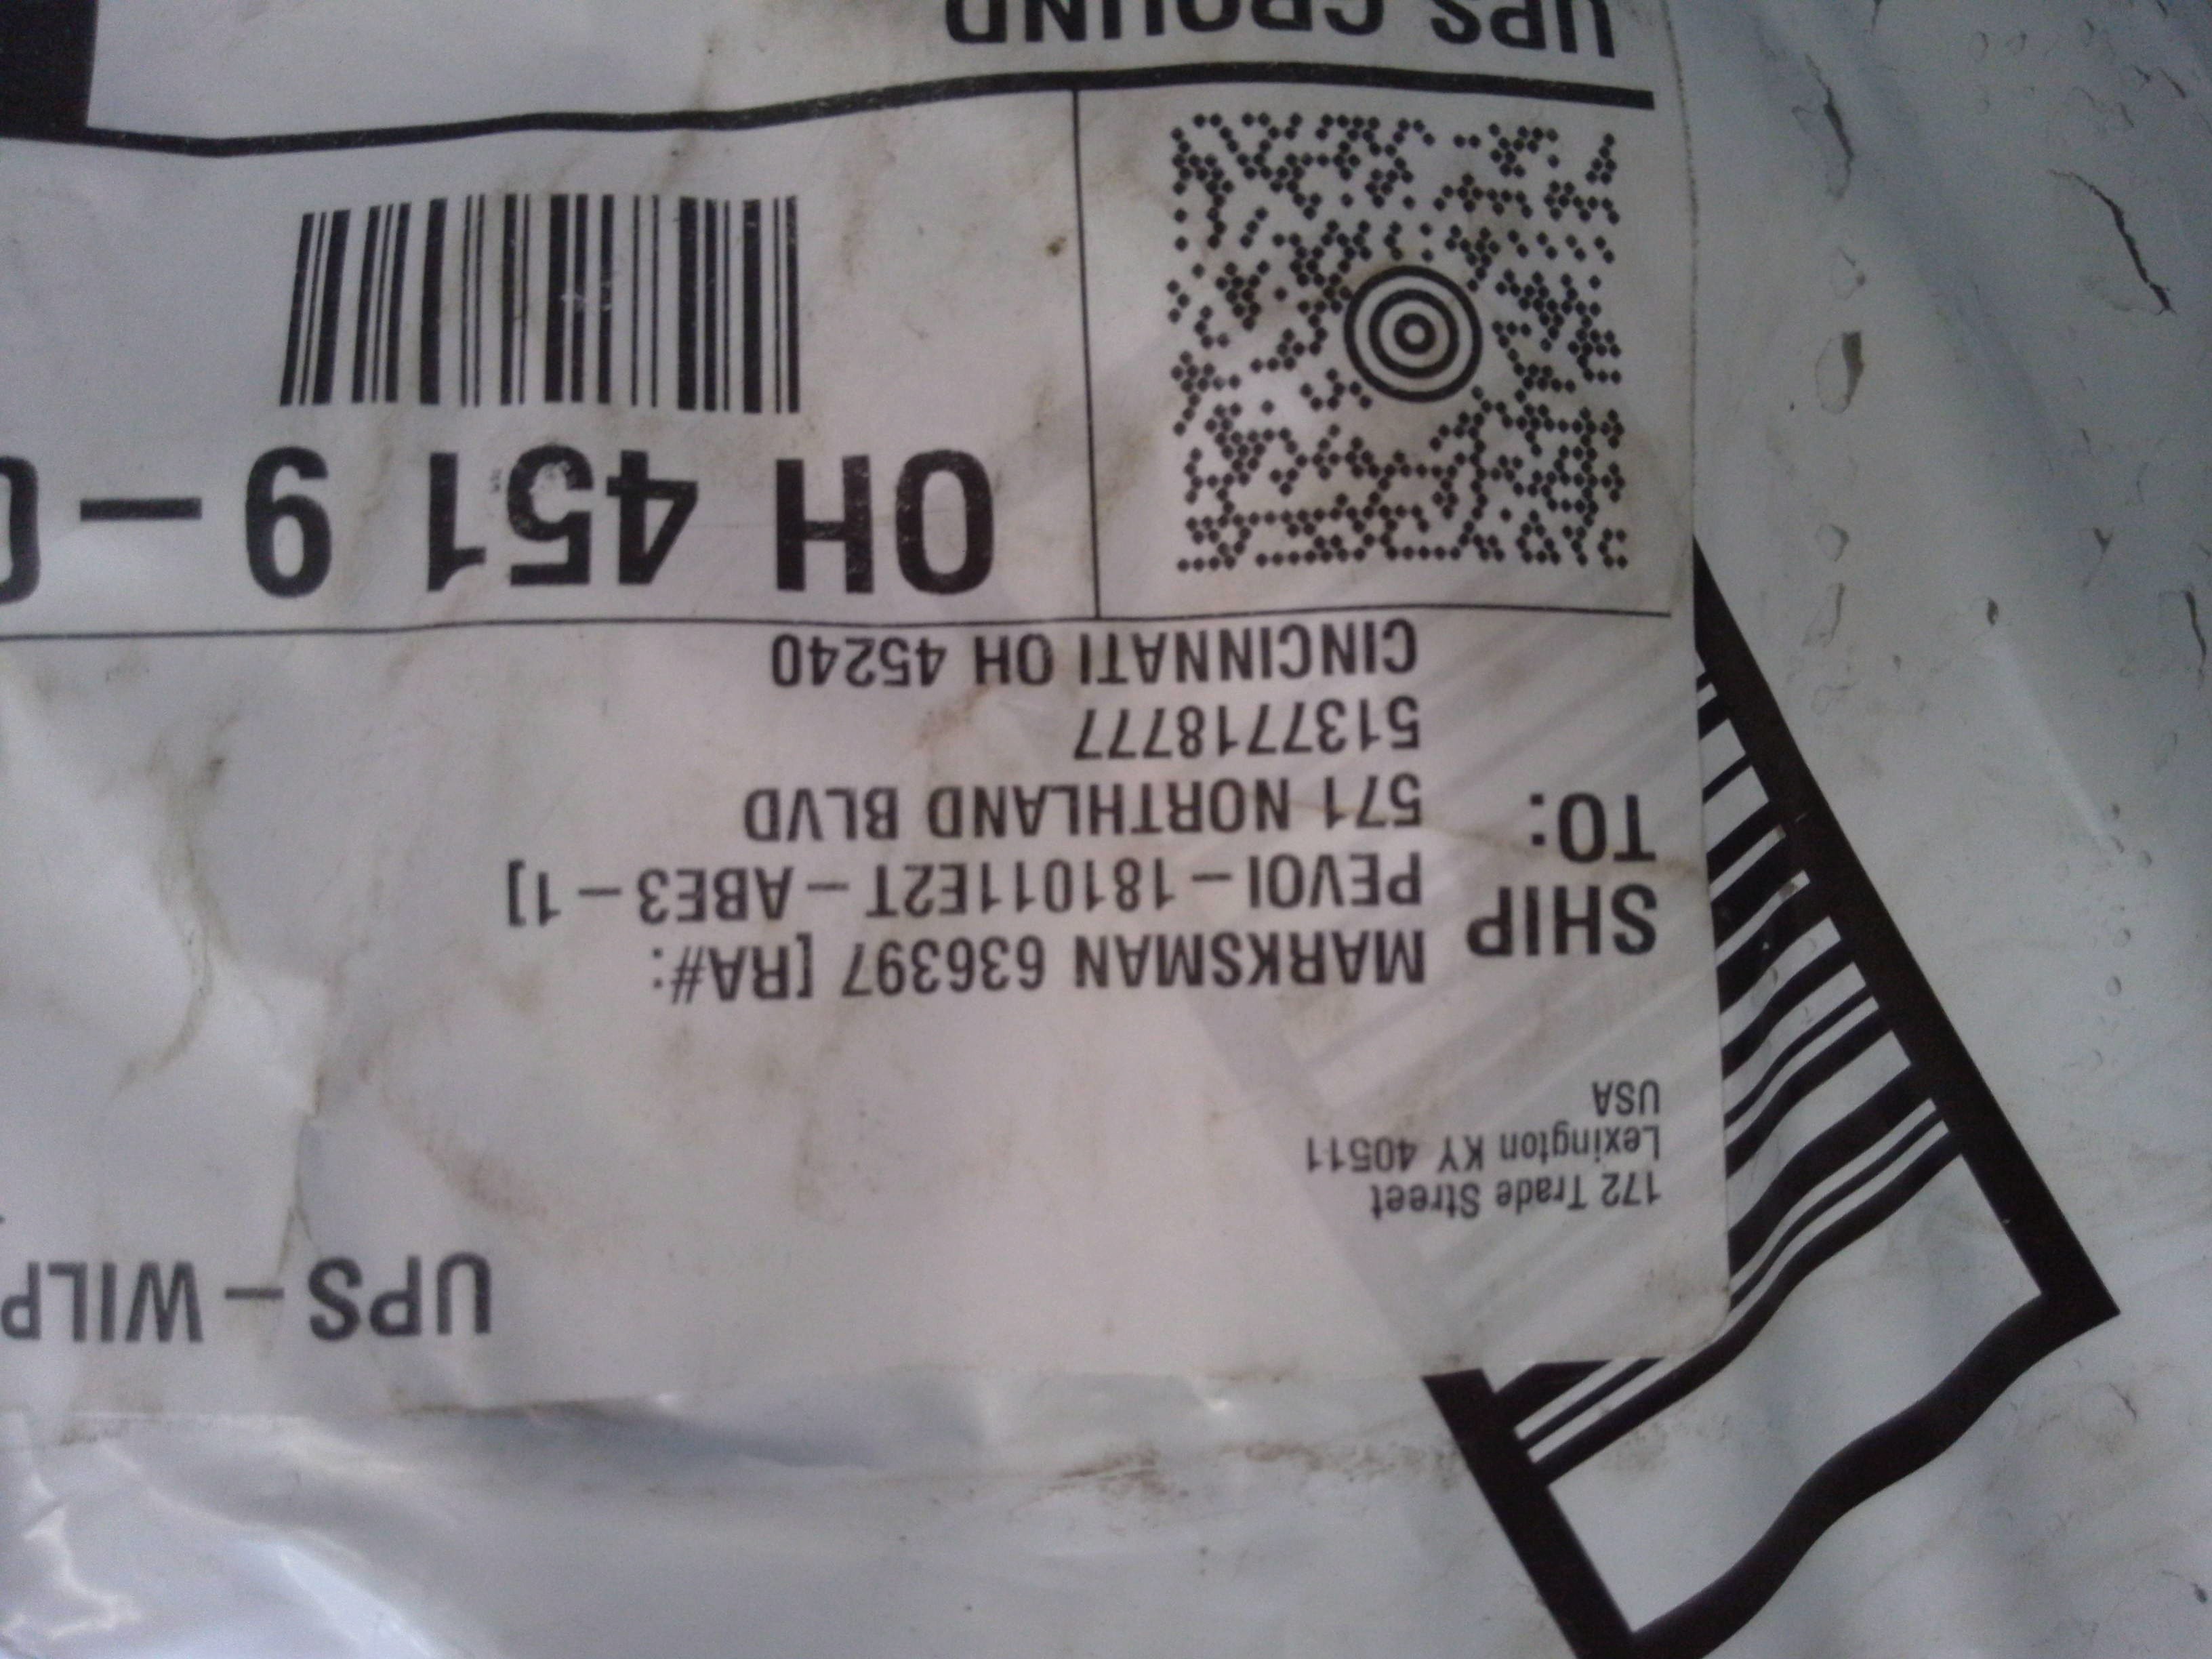 UPS-WILP
172 Trade Street
Lexington KY 40511
USA
SHIP
TO:
MARKSMAN 636397 [RA#:
PEVOI-181011E2T-ABE3-1]
571 NORTHLAND BLVD
5137718777
CINCINNATI OH 45240
OH 451 9-0
UPS GROUND